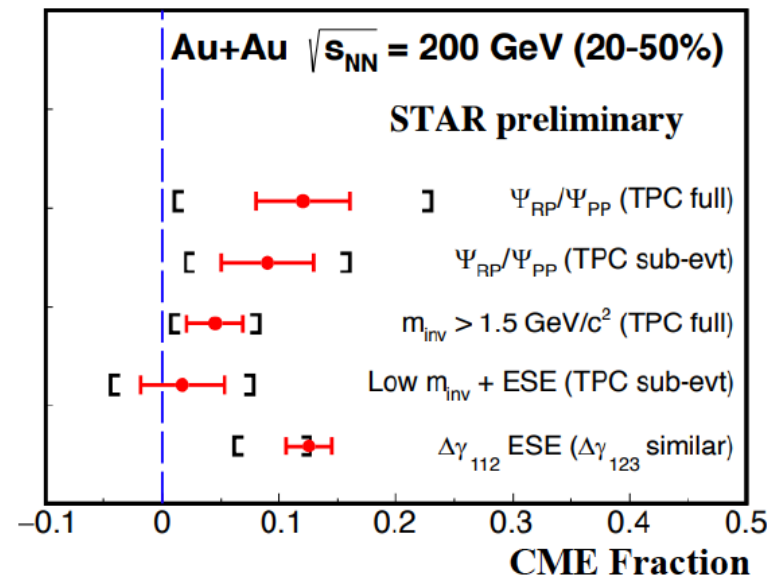 Au+Au √s_NN = 200 GeV (20-50%)
STAR preliminary
Ψ_RP/Ψ_PP (TPC full)
Ψ_RP/Ψ_PP (TPC sub-evt)
m_inv > 1.5 GeV/c² (TPC full)
Low m_inv + ESE (TPC sub-evt)
Δγ_112 ESE (Δγ_123 similar)
−0.1 0 0.1 0.2 0.3 0.4 0.5
CME Fraction